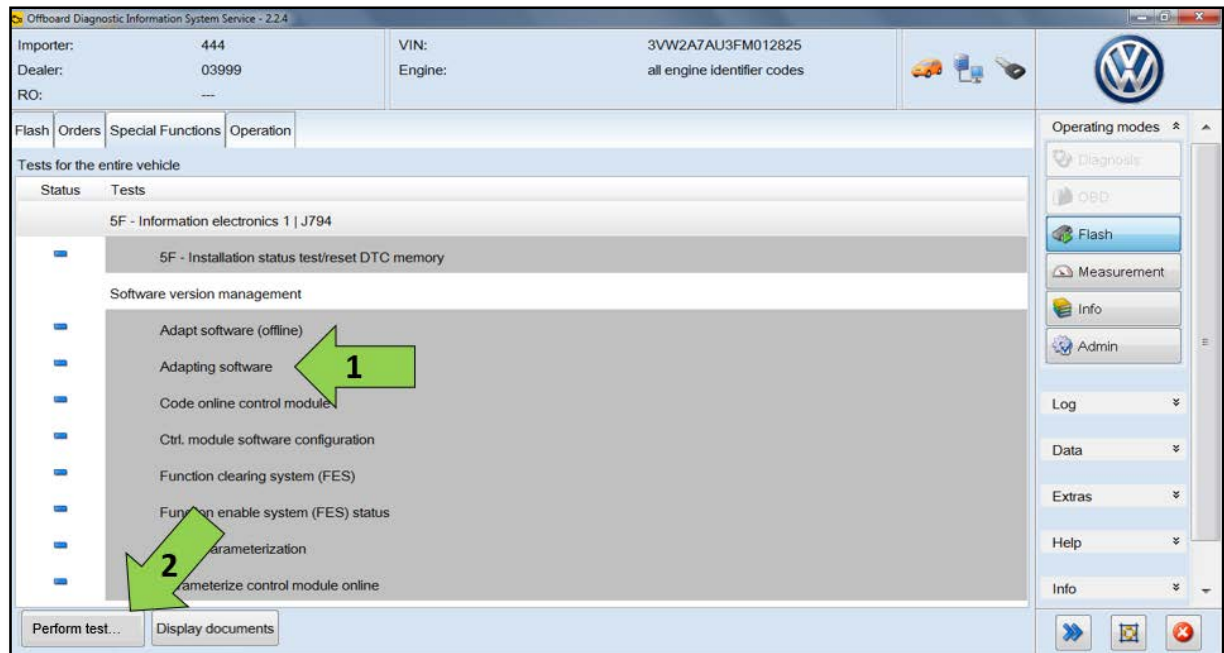 Offboard Diagnostic Information System Service - 2.2.4
Importer: 444 VIN: 3VW2A7AU3FM012825
Dealer: 03999 Engine: all engine identifier codes
RO: ---
Flash Orders Special Functions Operation
Tests for the entire vehicle
Status Tests
5F - Information electronics 1 | J794
5F - Installation status test/reset DTC memory
Software version management
Adapt software (offline)
Adapting software
1
Code online control module
Ctrl. module software configuration
Function clearing system (FES)
enable system (FES) status
2
control module online
Perform test... Display documents
Operating modes
Diagnosis
OBD
Flash
Measurement
Info
Admin
Log
Data
Extras
Help
Info